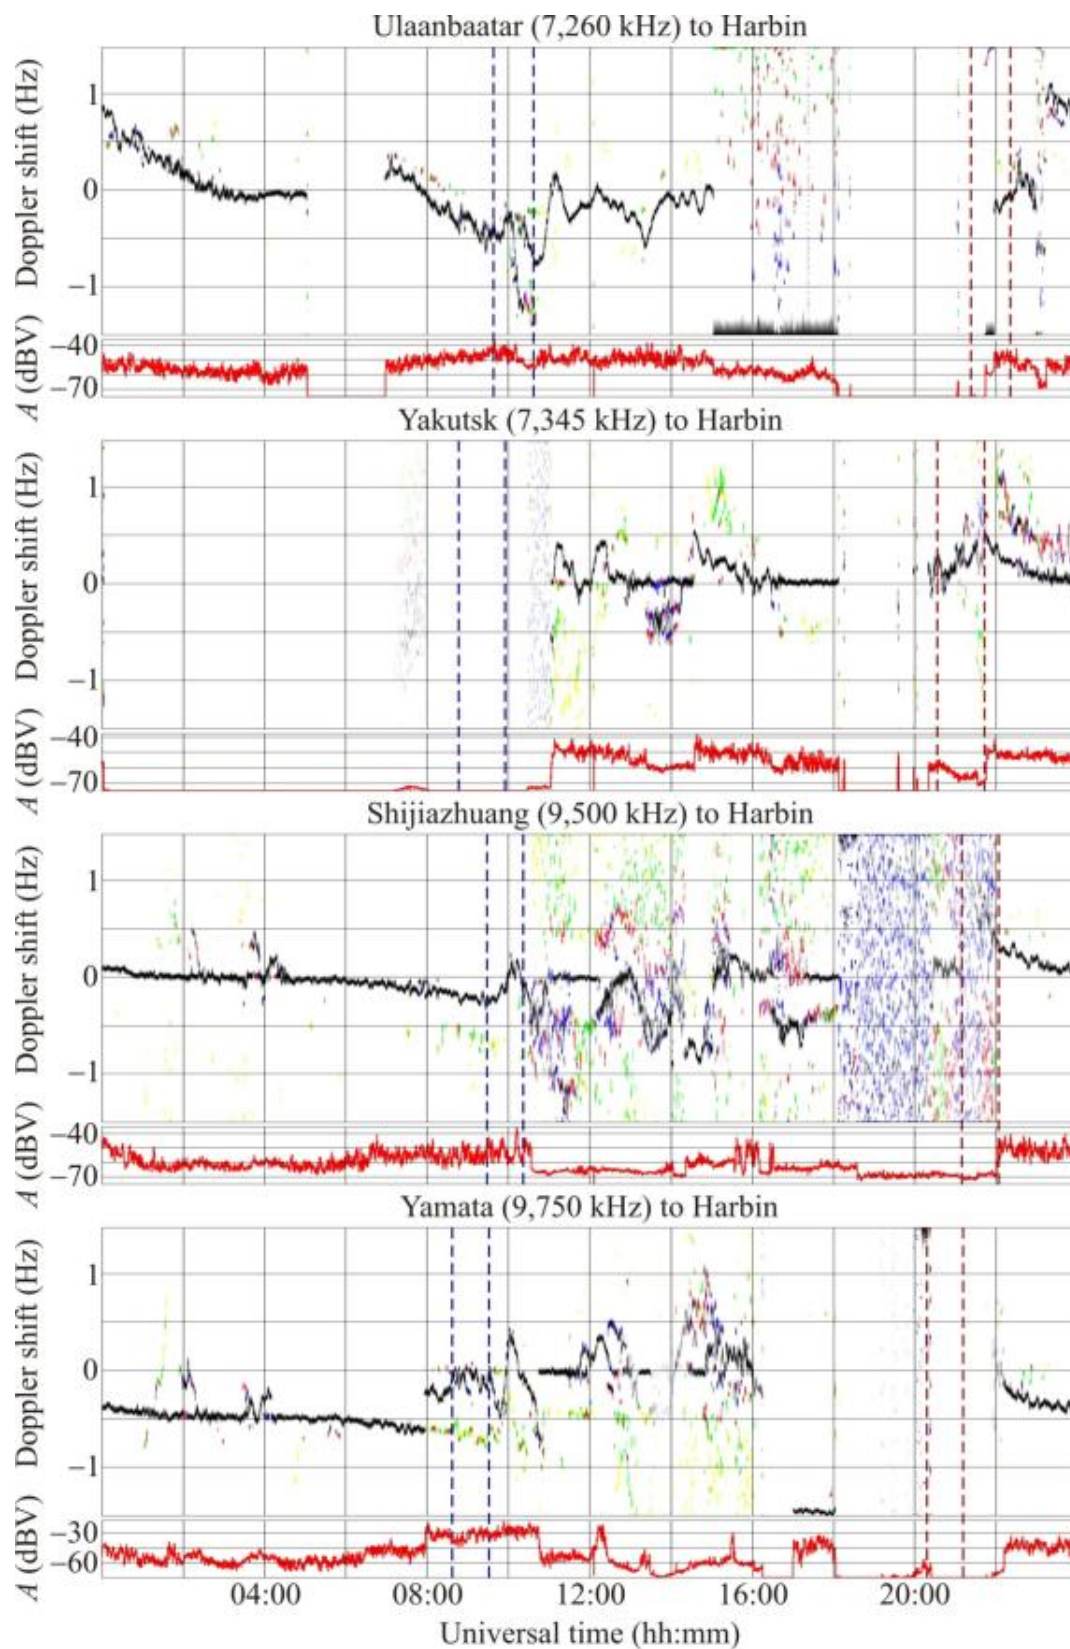 Ulaanbaatar (7,260 kHz) to Harbin
Doppler shift (Hz)
1
0
−1
A (dBV)
−40
−70
Yakutsk (7,345 kHz) to Harbin
Doppler shift (Hz)
1
0
−1
A (dBV)
−40
−70
Shijiazhuang (9,500 kHz) to Harbin
Doppler shift (Hz)
1
0
−1
A (dBV)
−40
−70
Yamata (9,750 kHz) to Harbin
Doppler shift (Hz)
1
0
−1
A (dBV)
−30
−60
04:00 08:00 12:00 16:00 20:00
Universal time (hh:mm)